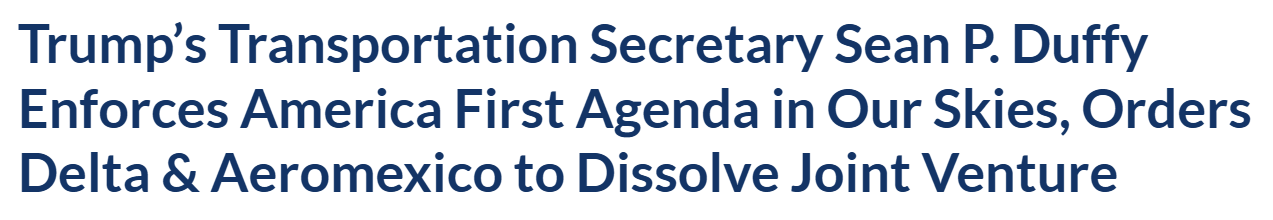 Trump’s Transportation Secretary Sean P. Duffy
Enforces America First Agenda in Our Skies, Orders
Delta & Aeromexico to Dissolve Joint Venture